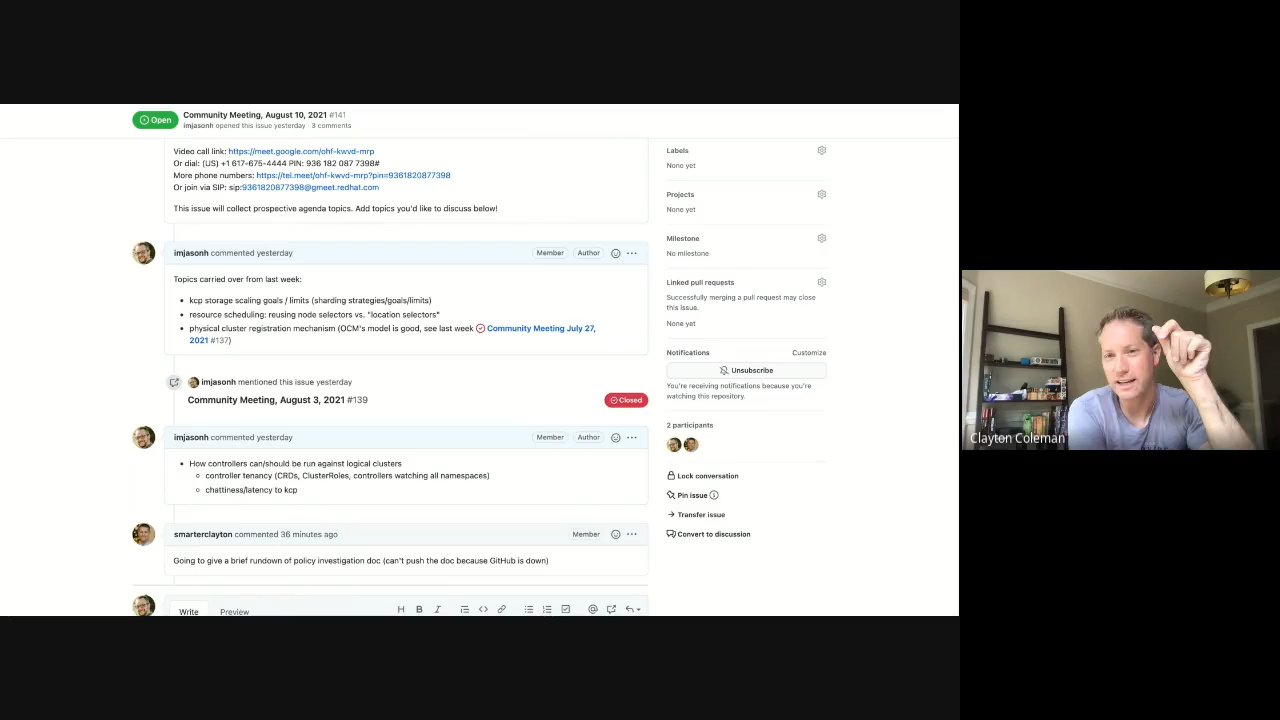 Open
Community Meeting, August 10, 2021 #141
imjasonh opened this issue yesterday · 3 comments
Video call link: https://meet.google.com/ohf-kwvd-mrp
Or dial: (US) +1 617-675-4444 PIN: 936 182 087 7398#
More phone numbers: https://tel.meet/ohf-kwvd-mrp?pin=9361820877398
Or join via SIP: sip:9361820877398@gmeet.redhat.com
This issue will collect prospective agenda topics. Add topics you'd like to discuss below!
imjasonh commented yesterday
Member
Author
Topics carried over from last week:
kcp storage scaling goals / limits (sharding strategies/goals/limits)
resource scheduling: reusing node selectors vs. "location selectors"
physical cluster registration mechanism (OCM's model is good, see last week Community Meeting July 27,
2021 #137)
imjasonh mentioned this issue yesterday
Community Meeting, August 3, 2021 #139
Closed
imjasonh commented yesterday
Member
Author
How controllers can/should be run against logical clusters
controller tenancy (CRDs, ClusterRoles, controllers watching all namespaces)
chattiness/latency to kcp
smarterclayton commented 36 minutes ago
Member
Going to give a brief rundown of policy investigation doc (can't push the doc because GitHub is down)
Write
Preview
Labels
None yet
Projects
None yet
Milestone
No milestone
Linked pull requests
Successfully merging a pull request may close
this issue.
None yet
Notifications
Customize
Unsubscribe
You're receiving notifications because you're
watching this repository.
2 participants
Lock conversation
Pin issue
Transfer issue
Convert to discussion
Clayton Coleman